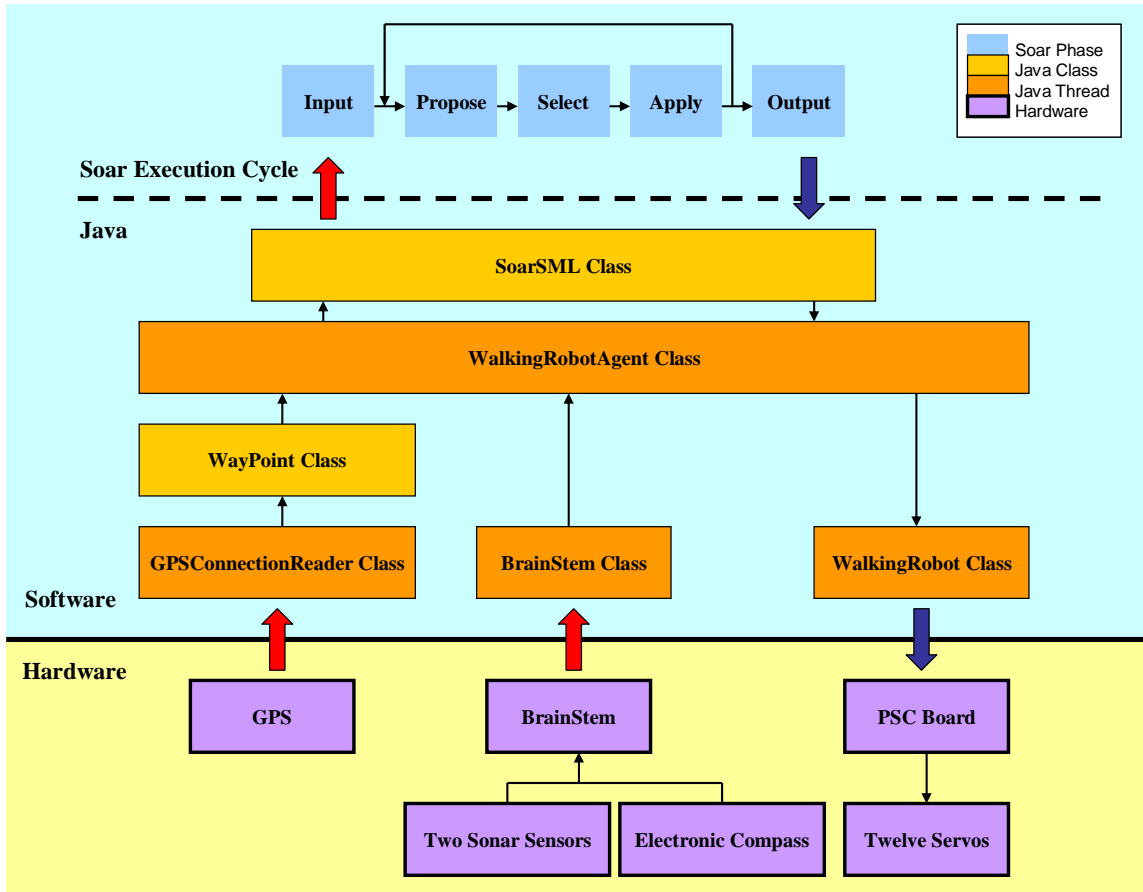 Soar Phase
Java Class
Java Thread
Hardware
Input
Propose
Select
Apply
Output
Soar Execution Cycle
Java
SoarSML Class
WalkingRobotAgent Class
WayPoint Class
GPSConnectionReader Class
BrainStem Class
WalkingRobot Class
Software
Hardware
GPS
BrainStem
PSC Board
Two Sonar Sensors
Electronic Compass
Twelve Servos